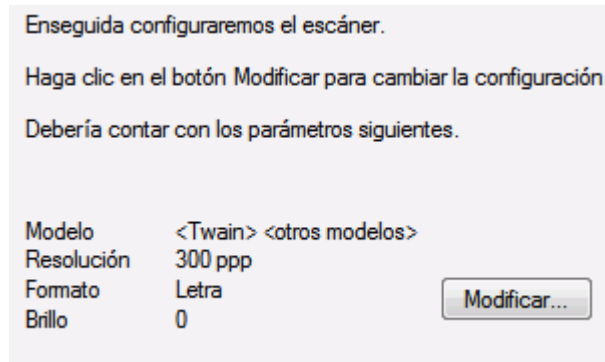 Enseguida configuraremos el escáner.
Haga clic en el botón Modificar para cambiar la configuración
Debería contar con los parámetros siguientes.
Modelo <Twain> <otros modelos>
Resolución 300 ppp
Formato Letra
Modificar...
Brillo 0